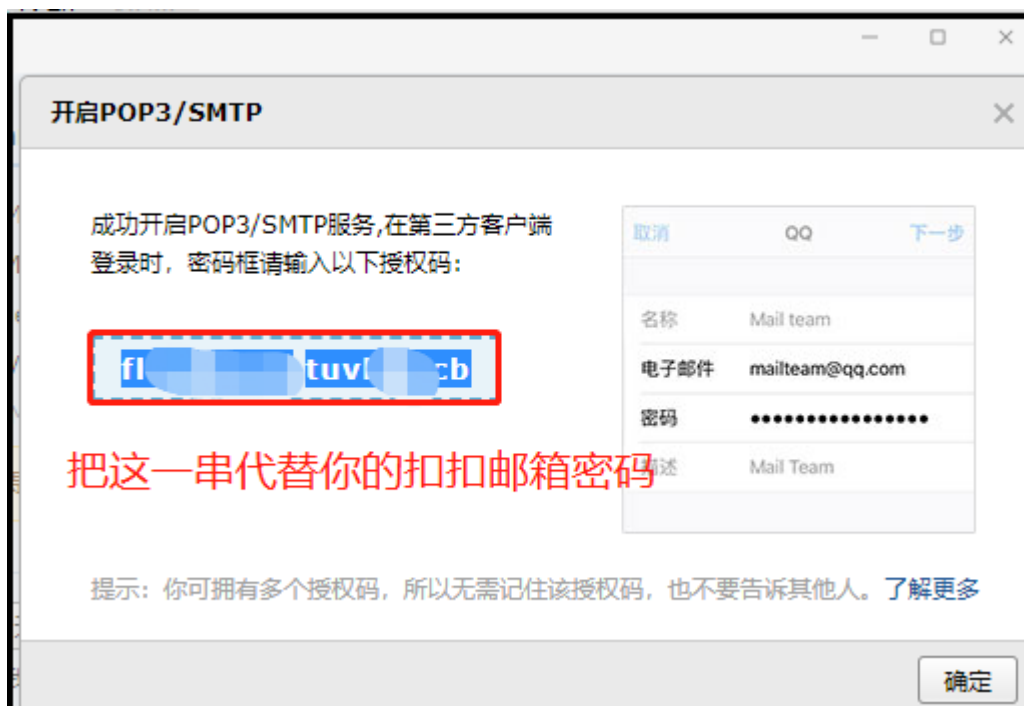 开启POP3/SMTP
成功开启POP3/SMTP服务,在第三方客户端
登录时，密码框请输入以下授权码：
fl tuvl cb
把这一串代替你的扣扣邮箱密码
取消 QQ 下一步
名称 Mail team
电子邮件 mailteam@qq.com
密码 ••••••••••••••••
描述 Mail Team
提示：你可拥有多个授权码，所以无需记住该授权码，也不要告诉其他人。了解更多
确定